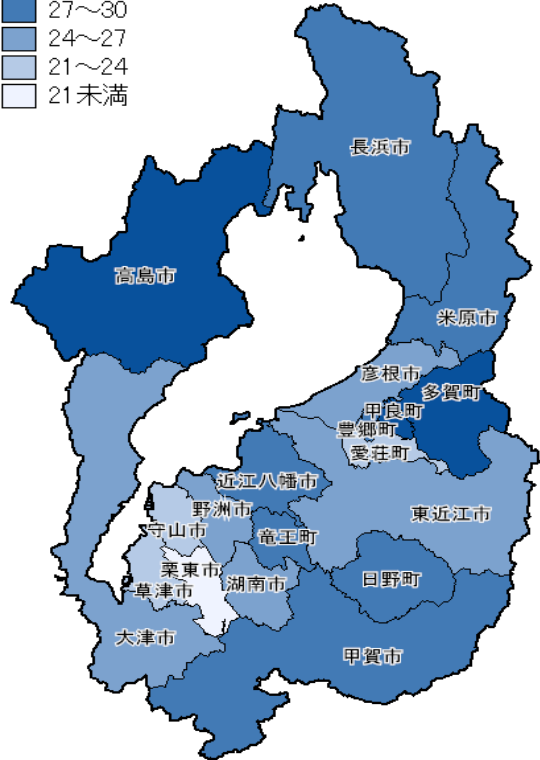 27～30
24～27
21～24
21未満
長浜市
高島市
米原市
彦根市
多賀町
甲良町
豊郷町
愛荘町
近江八幡市
野洲市
東近江市
守山市
竜王町
栗東市
湖南市
日野町
草津市
大津市
甲賀市